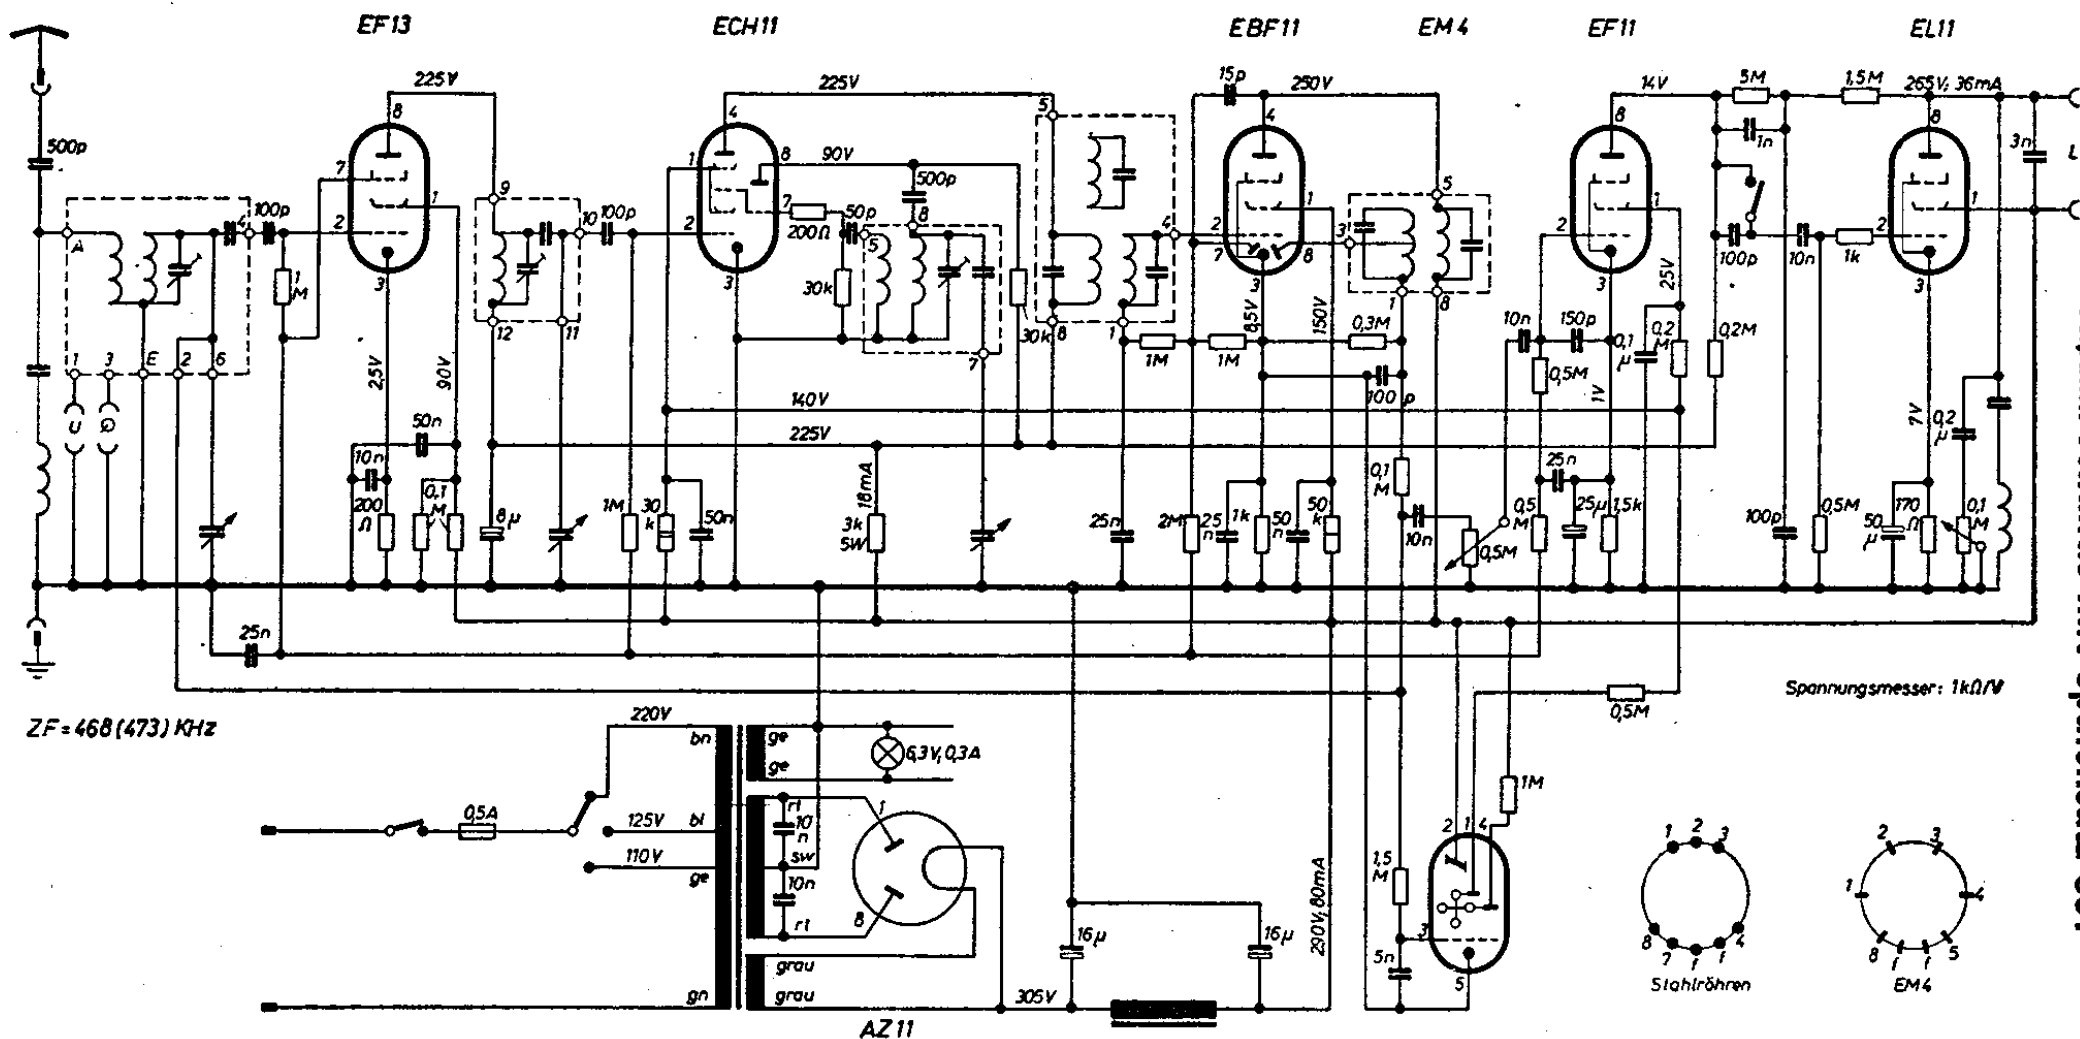 EF13
ECH11
EBF11
EM4
EF11
EL11
225V
225V
15p
250V
14V
5M
1,5M
265V, 36mA
8
4
4
8
8
5
5
1n
3n
500p
7
1
1
8
90V
500p
1
1
1
L
2
9
7
200Ω
50p
8
4
2
7
8
3
2
2
A
4
100p
10
100p
2
5
100p
10n
1k
1
M
3
3
30k
3
3
3
25V
12
11
30k
8
1
8,5V
150V
0,3M
1
8
10n
150p
0,1
µ
0,2
M
0,2M
1
3
E
2
6
2,5V
90V
7
1M
1M
100p
0,5M
1V
7V
0,2
µ
U
140V
50n
225V
10n
200
Ω
0,1
M
8µ
1M
30
k
50n
18mA
3k
5W
25n
2M
25
n
1k
50
n
50
k
0,1
M
10n
0,5M
0,5
M
25n
25µ
1,5k
100p
0,5M
50
µ
170
Ω
0,1
M
25n
ZF = 468 (473) KHz
Spannungsmesser: 1kΩ/V
0,5M
220V
bn
ge
ge
6,3V, 0,3A
0,5A
125V
bl
rt
10
n
1
1M
110V
ge
sw
10n
8
rt
2
1
4
1,5
M
3
5n
5
290V, 80mA
16µ
16µ
gn
grau
grau
305V
AZ11
1
2
3
8
7
f
f
4
Stahlröhren
2
3
1
4
8
f
f
5
EM4